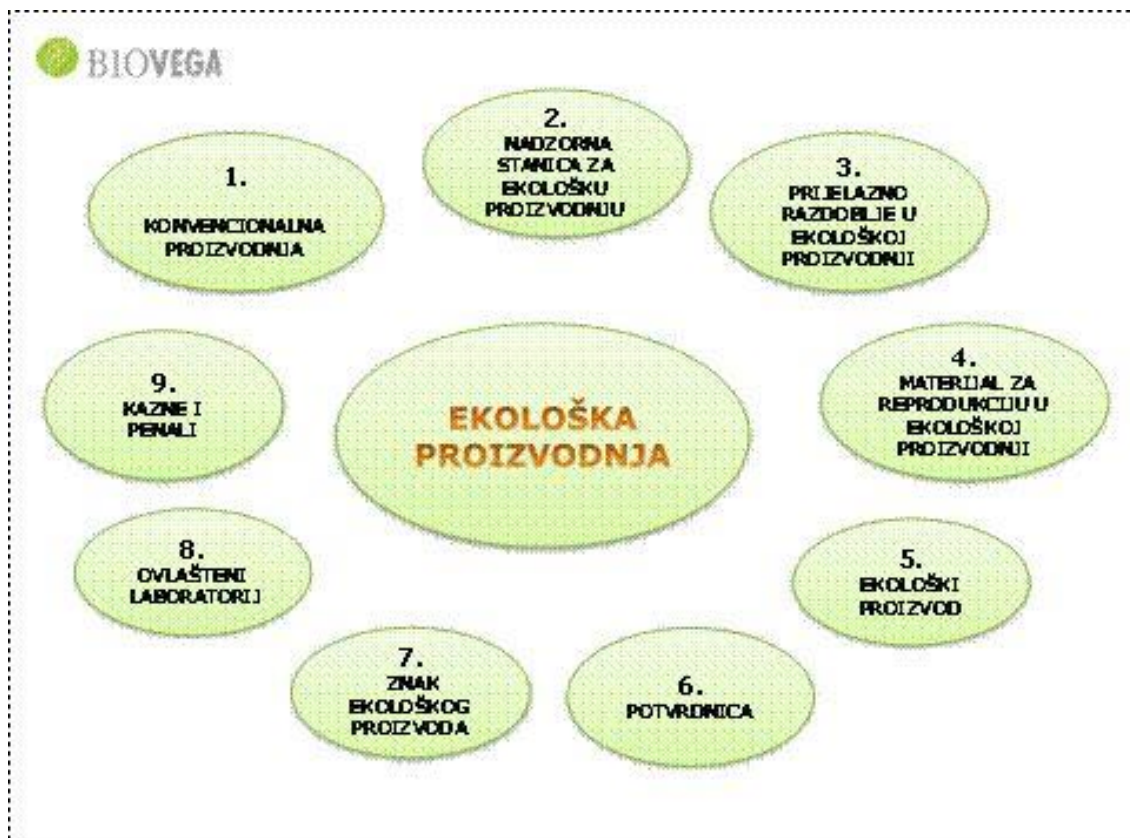 BIOVEGA
1.
KONVENCIONALNA
PROIZVODNJA
2.
NADZORNA
STANICA ZA
EKOLOŠKU
PROIZVODNJU
3.
PRIJELAZNO
RAZDOBLJE U
EKOLOŠKOJ
PROIZVODNJI
4.
MATERIJAL ZA
REPRODUKCIJU U
EKOLOŠKOJ
PROIZVODNJI
5.
EKOLOŠKI
PROIZVOD
6.
POTVRDNICA
7.
ZNAK
EKOLOŠKOG
PROIZVODA
8.
OVLAŠTENI
LABORATORIJ
9.
KAZNE I
PENALI
EKOLOŠKA
PROIZVODNJA